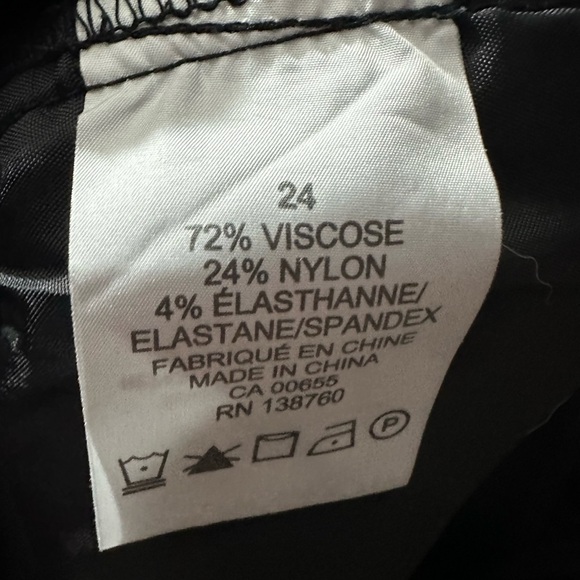 24
72% VISCOSE
24% NYLON
4% ÉLASTHANNE/
ELASTANE/SPANDEX
FABRIQUÉ EN CHINE
MADE IN CHINA
CA 00655
RN 138760
P